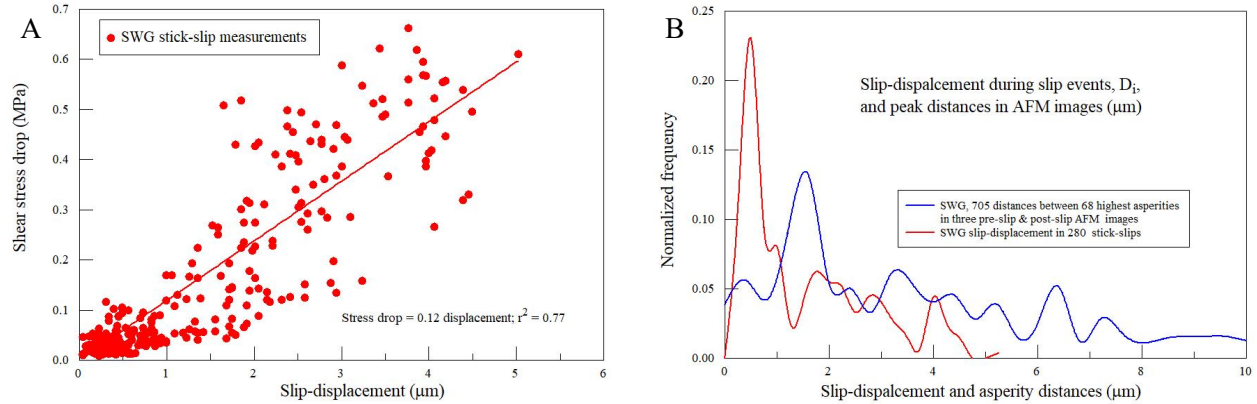 A
SWG stick-slip measurements
Shear stress drop (MPa)
0.7
0.6
0.5
0.4
0.3
0.2
0.1
0.0
Stress drop = 0.12 displacement; r² = 0.77
0
1
2
3
4
5
6
Slip-displacement (μm)
B
0.25
0.20
0.15
0.10
0.05
0.00
Normalized frequency
Slip-dispalcement during slip events, Dᵢ,
and peak distances in AFM images (μm)
SWG, 705 distances between 68 highest asperities
in three pre-slip & post-slip AFM images
SWG slip-displacement in 280 stick-slips
0
2
4
6
8
10
Slip-dispalcement and asperity distances (μm)